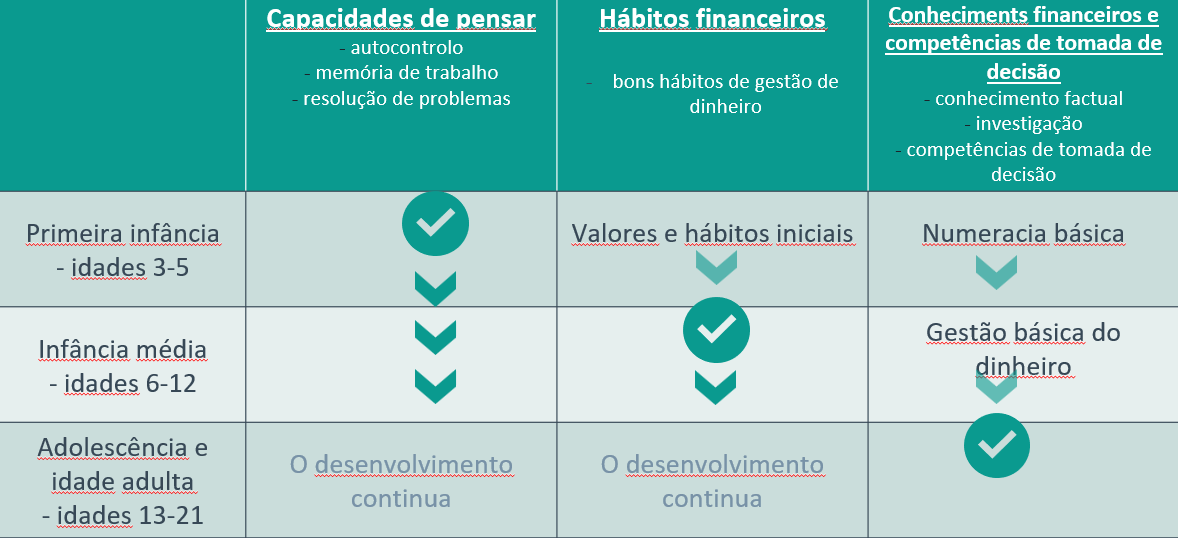 Capacidades de pensar
- autocontrolo
- memória de trabalho
- resolução de problemas
Hábitos financeiros
- bons hábitos de gestão de
dinheiro
Conheciments financeiros e
competências de tomada de
decisão
- conhecimento factual
- investigação
- competências de tomada de
decisão
Primeira infância
- idades 3-5
Valores e hábitos iniciais
Numeracia básica
Infância média
- idades 6-12
Gestão básica do
dinheiro
Adolescência e
idade adulta
- idades 13-21
O desenvolvimento
continua
O desenvolvimento
continua